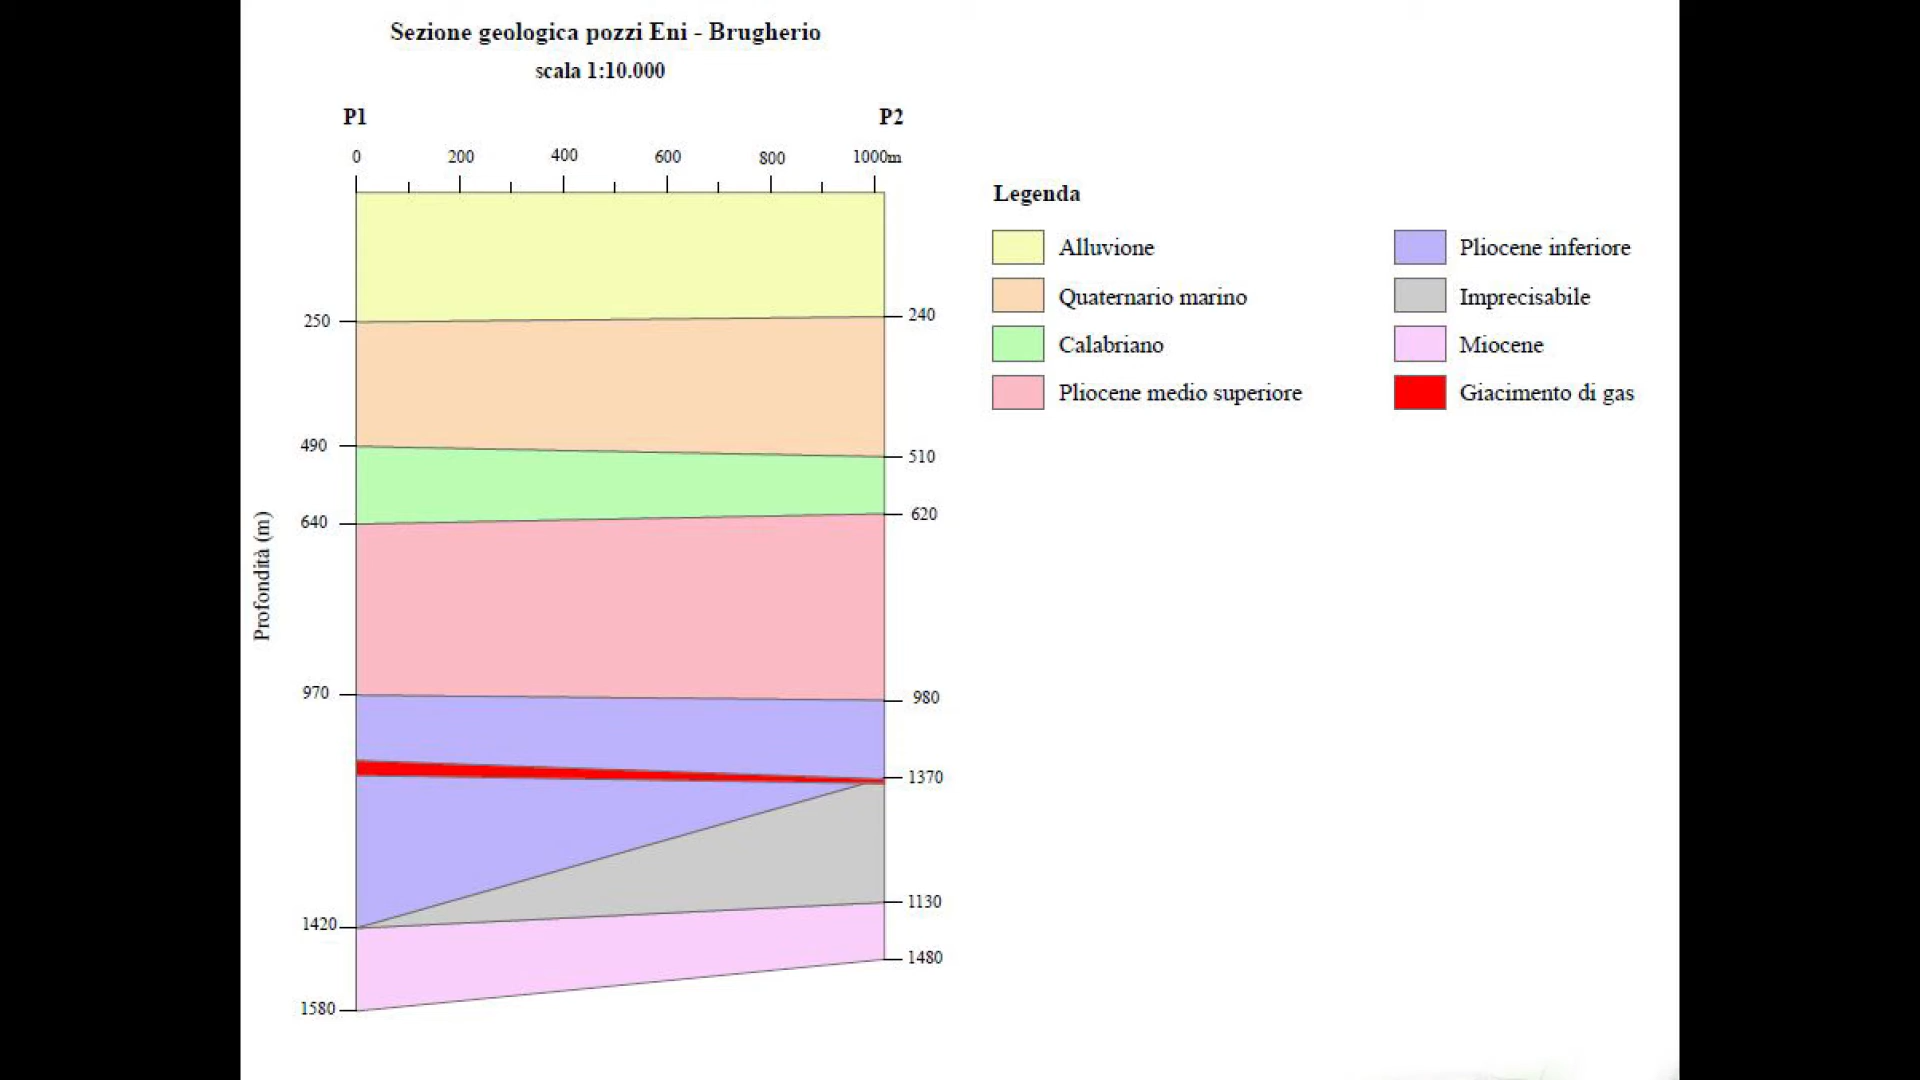 Sezione geologica pozzi Eni - Brugherio
scala 1:10.000
P1
P2
0
200
400
600
800
1000m
Legenda
Alluvione
Quaternario marino
Calabriano
Pliocene medio superiore
Pliocene inferiore
Imprecisabile
Miocene
Giacimento di gas
Profondità (m)
250
490
640
970
1420
1580
240
510
620
980
1370
1130
1480